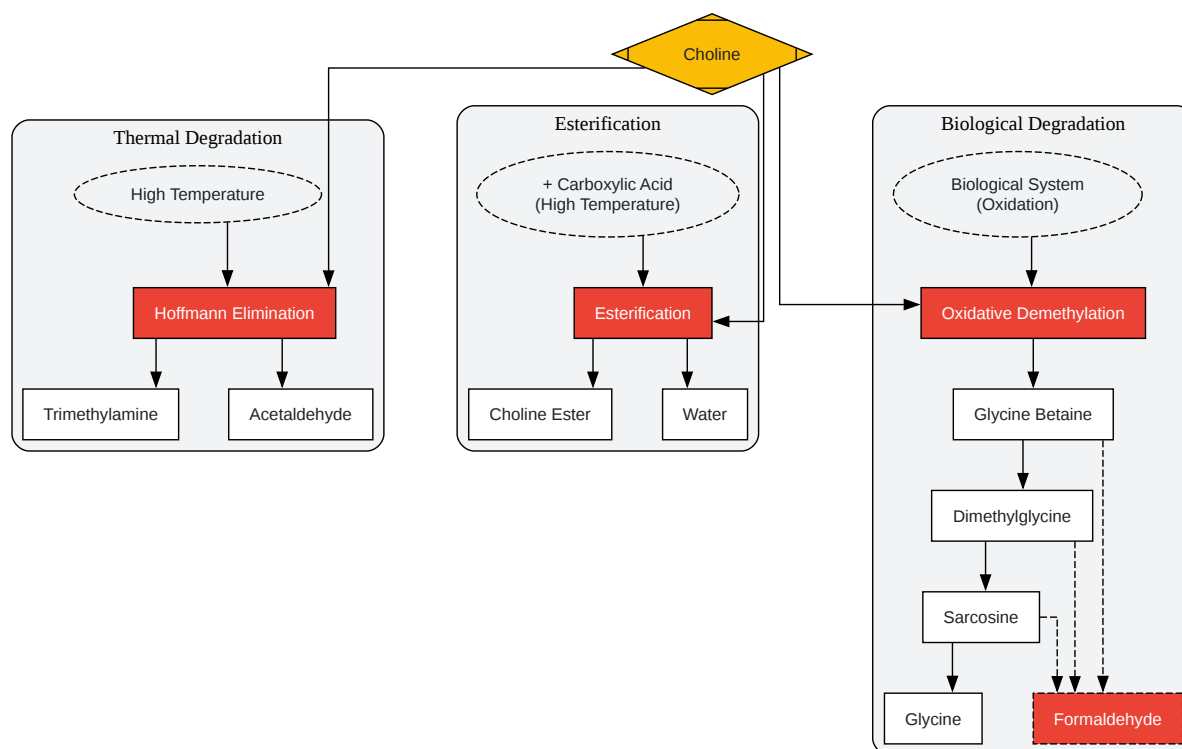 Choline
Thermal Degradation
High Temperature
Hoffmann Elimination
Trimethylamine
Acetaldehyde
Esterification
+ Carboxylic Acid
(High Temperature)
Esterification
Choline Ester
Water
Biological Degradation
Biological System
(Oxidation)
Oxidative Demethylation
Glycine Betaine
Dimethylglycine
Sarcosine
Glycine
Formaldehyde